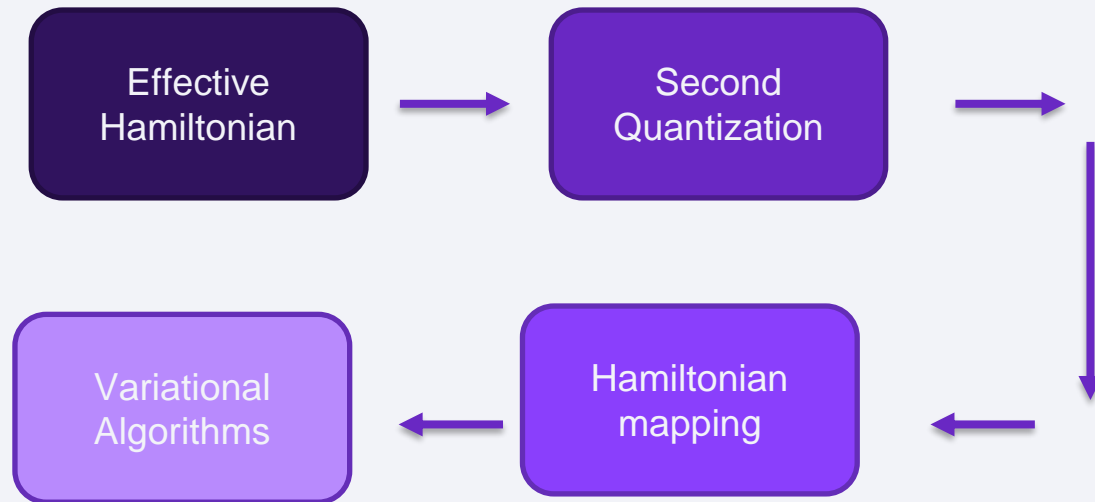 Effective
Hamiltonian
Second
Quantization
Hamiltonian
mapping
Variational
Algorithms